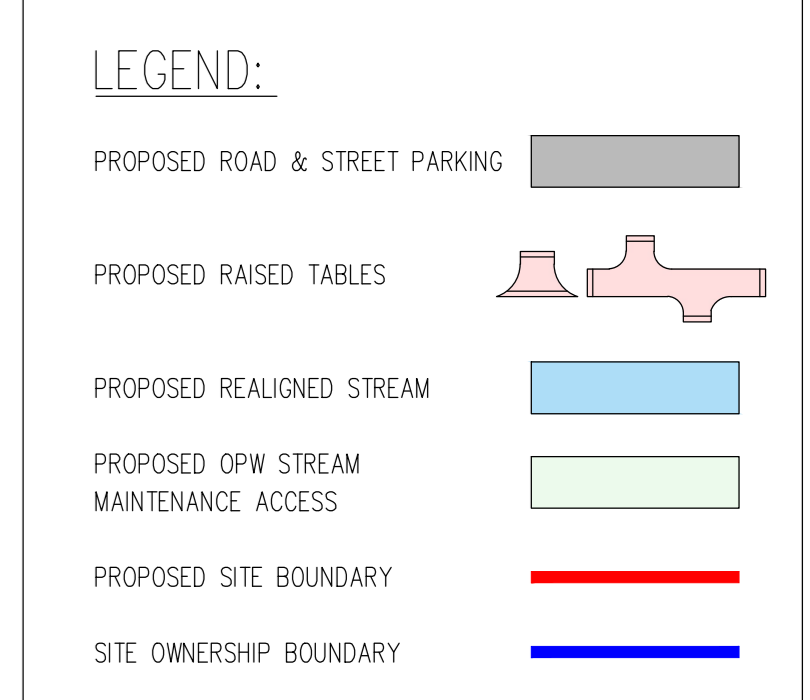 LEGEND:
PROPOSED ROAD & STREET PARKING
PROPOSED RAISED TABLES
PROPOSED REALIGNED STREAM
PROPOSED OPW STREAM
MAINTENANCE ACCESS
PROPOSED SITE BOUNDARY
SITE OWNERSHIP BOUNDARY